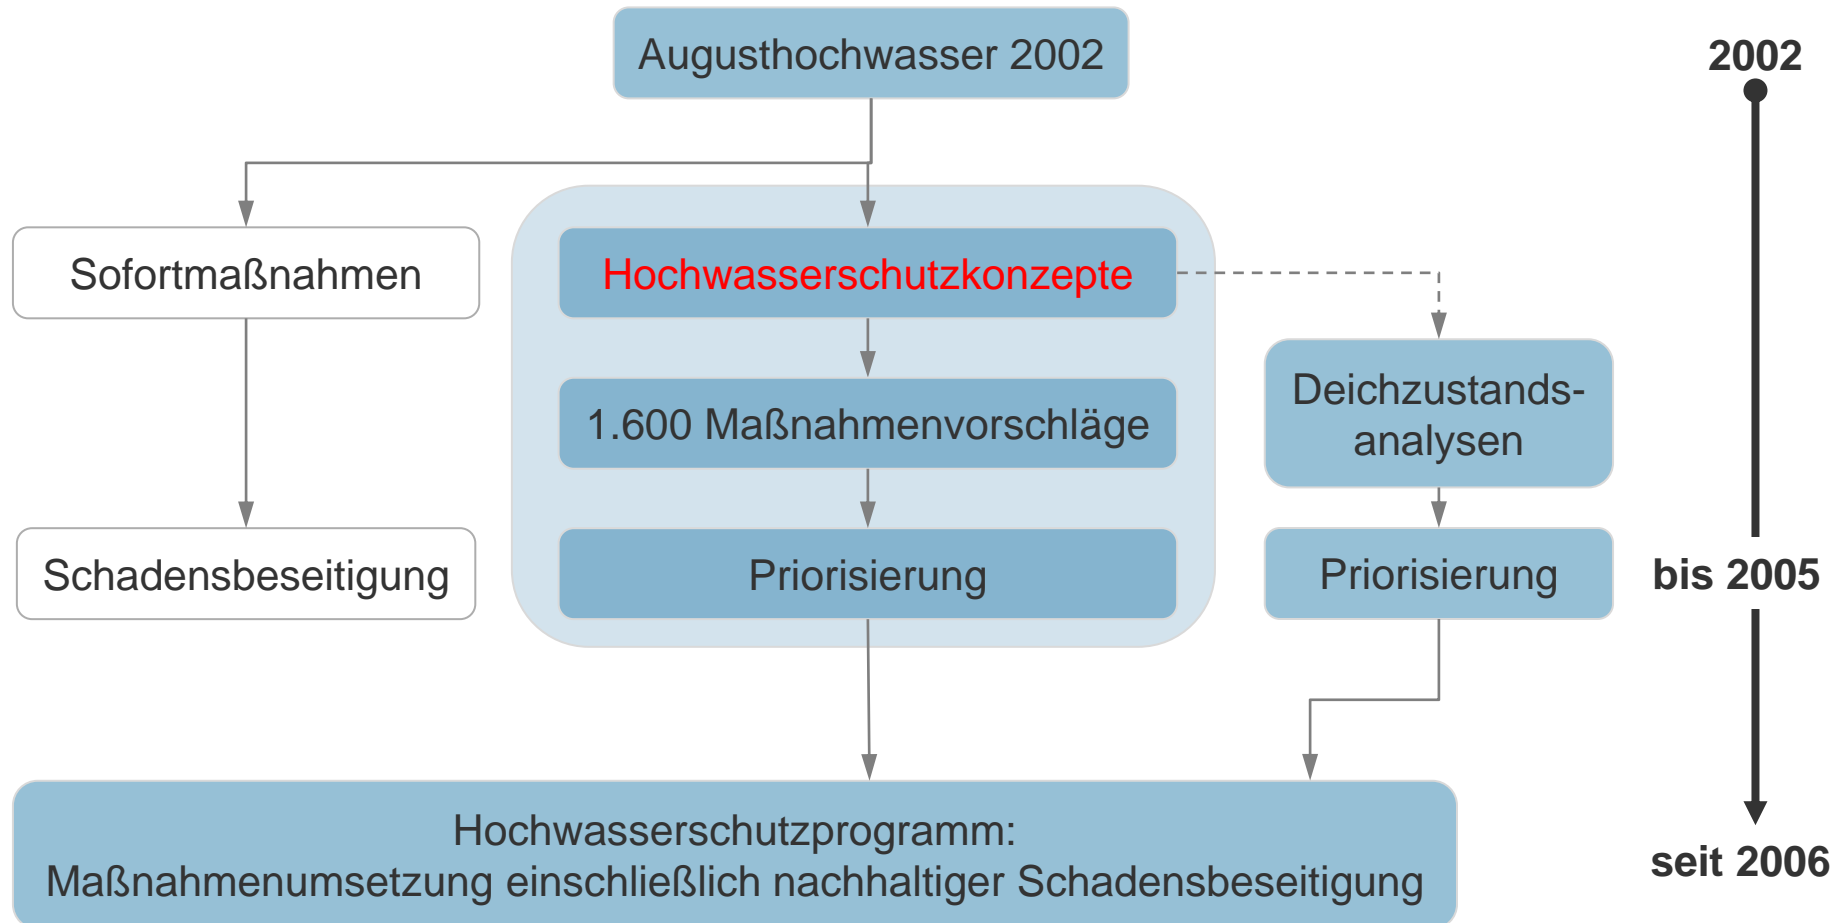 Augusthochwasser 2002
2002
Sofortmaßnahmen
Hochwasserschutzkonzepte
Deichzustands-
analysen
1.600 Maßnahmenvorschläge
Schadensbeseitigung
Priorisierung
Priorisierung
bis 2005
Hochwasserschutzprogramm:
Maßnahmenumsetzung einschließlich nachhaltiger Schadensbeseitigung
seit 2006